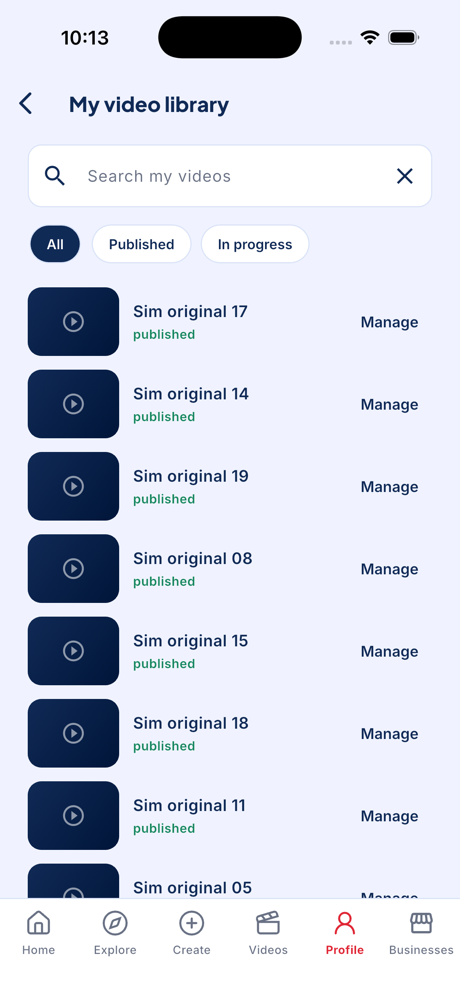 10:13
My video library
Search my videos
All
Published
In progress
Sim original 17
published
Manage
Sim original 14
published
Manage
Sim original 19
published
Manage
Sim original 08
published
Manage
Sim original 15
published
Manage
Sim original 18
published
Manage
Sim original 11
published
Manage
Sim original 05
Manage
Home
Explore
Create
Videos
Profile
Businesses